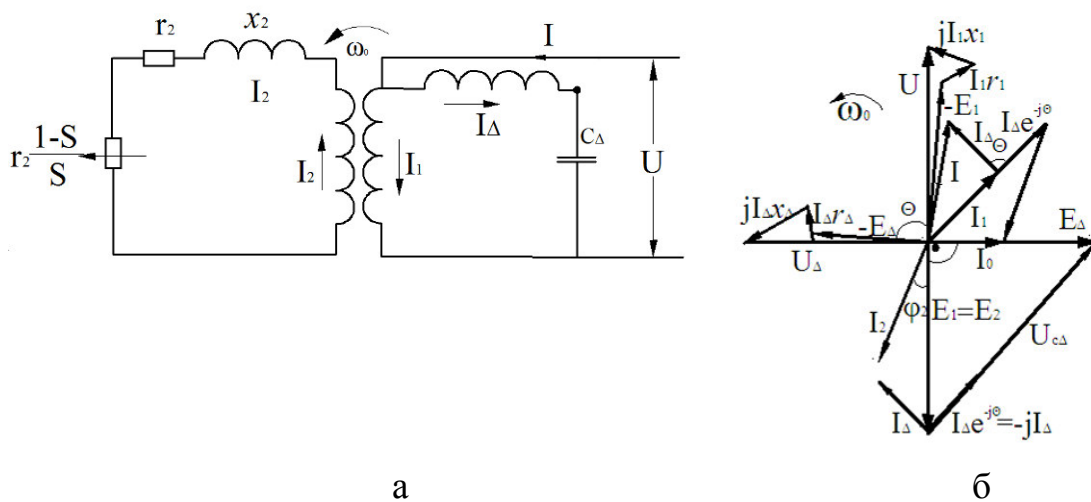 r₂
x₂
ω₀
I
I₂
I_Δ
C_Δ
r₂ (1-S)/S
I₂
I₁
U
jI₁x₁
U
I₁r₁
ω₀
-E₁
I_Δ
I_Δe^-jΘ
Θ
I
jI_Δx_Δ
I_Δr_Δ
Θ
-E_Δ
I₁
E_Δ
U_Δ
I₀
φ₂
E₁=E₂
I₂
U_cΔ
I_Δ
I_Δe^-jΘ=-jI_Δ
а
б